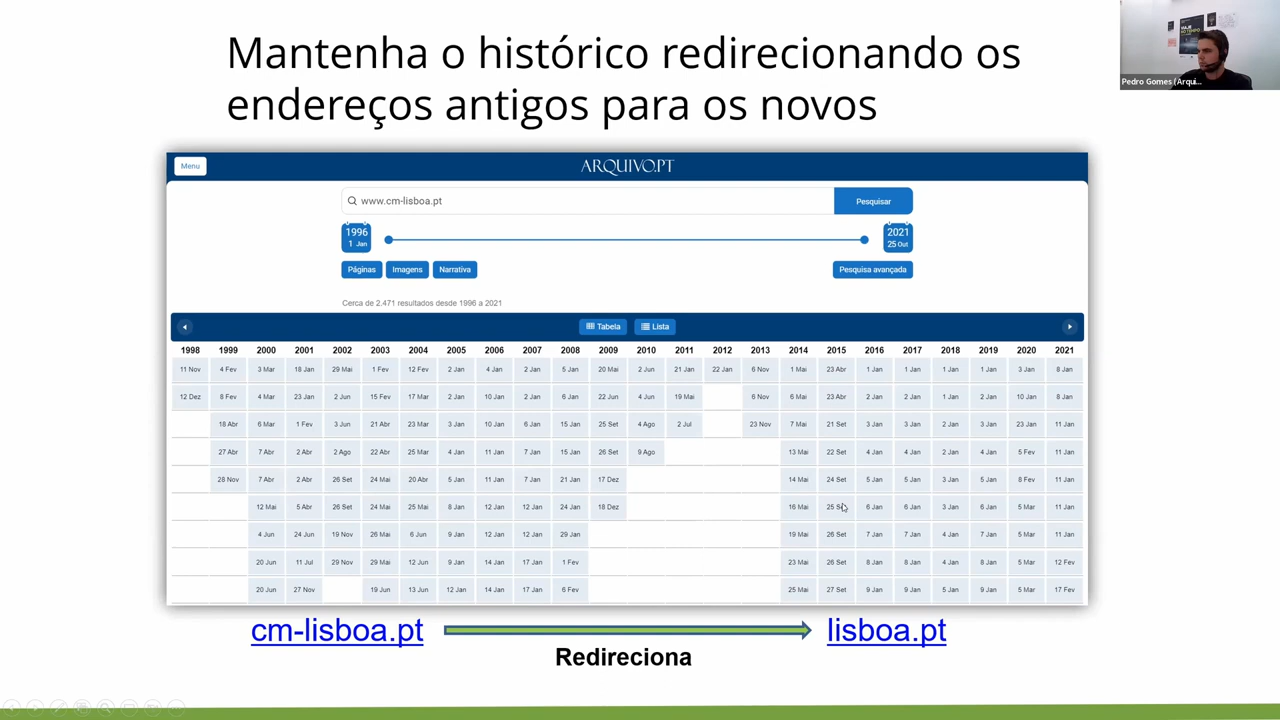 Mantenha o histórico redirecionando os
endereços antigos para os novos
Pedro Gomes (Arqui...
Menu
ARQUIVO.PT
www.cm-lisboa.pt
Pesquisar
1996
1 Jan
2021
25 Out
Páginas Imagens Narrativa
Pesquisa avançada
Cerca de 2.471 resultados desde 1996 a 2021
Tabela Lista
1998 1999 2000 2001 2002 2003 2004 2005 2006 2007 2008 2009 2010 2011 2012 2013 2014 2015 2016 2017 2018 2019 2020 2021
11 Nov 4 Fev 3 Mar 18 Jan 29 Mai 1 Fev 12 Fev 2 Jan 4 Jan 2 Jan 5 Jan 20 Mai 2 Jun 21 Jan 22 Jan 6 Nov 1 Mai 23 Abr 1 Jan 1 Jan 1 Jan 1 Jan 3 Jan 8 Jan
12 Dez 8 Fev 4 Mar 23 Jan 2 Jun 15 Fev 17 Mar 2 Jan 10 Jan 2 Jan 6 Jan 22 Jun 4 Jun 19 Mai 6 Nov 6 Mai 23 Abr 2 Jan 2 Jan 1 Jan 2 Jan 10 Jan 8 Jan
18 Abr 6 Mar 1 Fev 3 Jun 21 Abr 23 Mar 3 Jan 10 Jan 6 Jan 15 Jan 25 Set 4 Ago 2 Jul 23 Nov 7 Mai 21 Set 3 Jan 3 Jan 2 Jan 3 Jan 23 Jan 11 Jan
27 Abr 7 Abr 2 Abr 2 Ago 22 Abr 25 Mar 4 Jan 11 Jan 7 Jan 15 Jan 26 Set 9 Ago 13 Mai 22 Set 4 Jan 4 Jan 2 Jan 4 Jan 5 Fev 11 Jan
28 Nov 7 Abr 2 Abr 26 Set 24 Mai 20 Abr 5 Jan 11 Jan 7 Jan 21 Jan 17 Dez 14 Mai 24 Set 5 Jan 5 Jan 3 Jan 5 Jan 8 Fev 11 Jan
12 Mai 5 Abr 26 Set 24 Mai 25 Mai 8 Jan 12 Jan 12 Jan 24 Jan 18 Dez 16 Mai 25 Set 6 Jan 6 Jan 3 Jan 6 Jan 5 Mar 11 Jan
4 Jun 24 Jun 19 Nov 26 Mai 6 Jun 9 Jan 12 Jan 12 Jan 29 Jan 19 Mai 26 Set 7 Jan 7 Jan 4 Jan 7 Jan 5 Mar 11 Jan
20 Jun 11 Jul 29 Nov 29 Mai 12 Jun 9 Jan 14 Jan 17 Jan 1 Fev 23 Mai 26 Set 8 Jan 8 Jan 4 Jan 8 Jan 5 Mar 12 Fev
20 Jun 27 Nov 19 Jun 13 Jun 12 Jan 14 Jan 17 Jan 6 Fev 25 Mai 27 Set 9 Jan 9 Jan 5 Jan 9 Jan 5 Mar 17 Fev
cm-lisboa.pt lisboa.pt
Redireciona